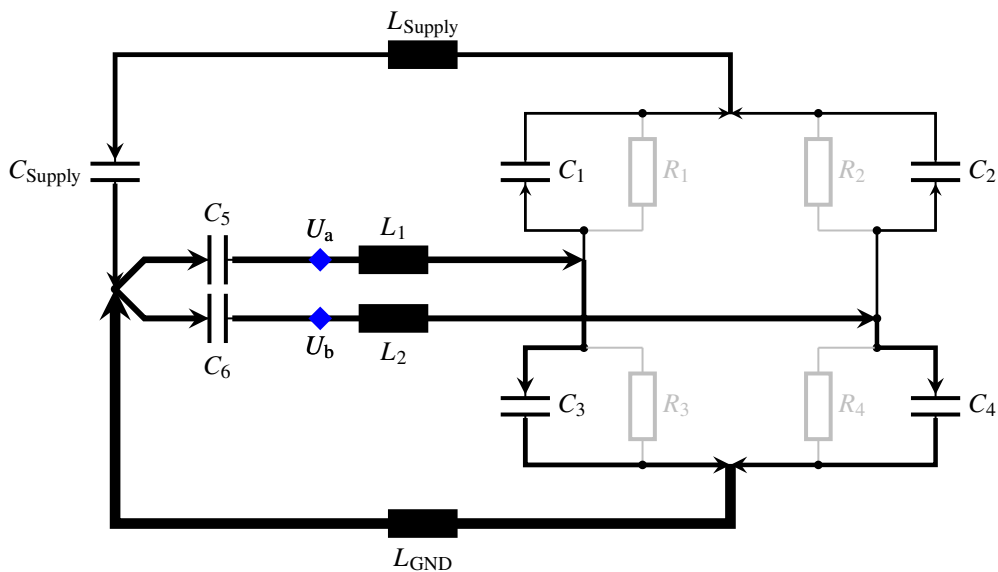 L_Supply
C_Supply
C_1
R_1
R_2
C_2
C_5
U_a
L_1
U_b
L_2
C_6
C_3
R_3
R_4
C_4
L_GND